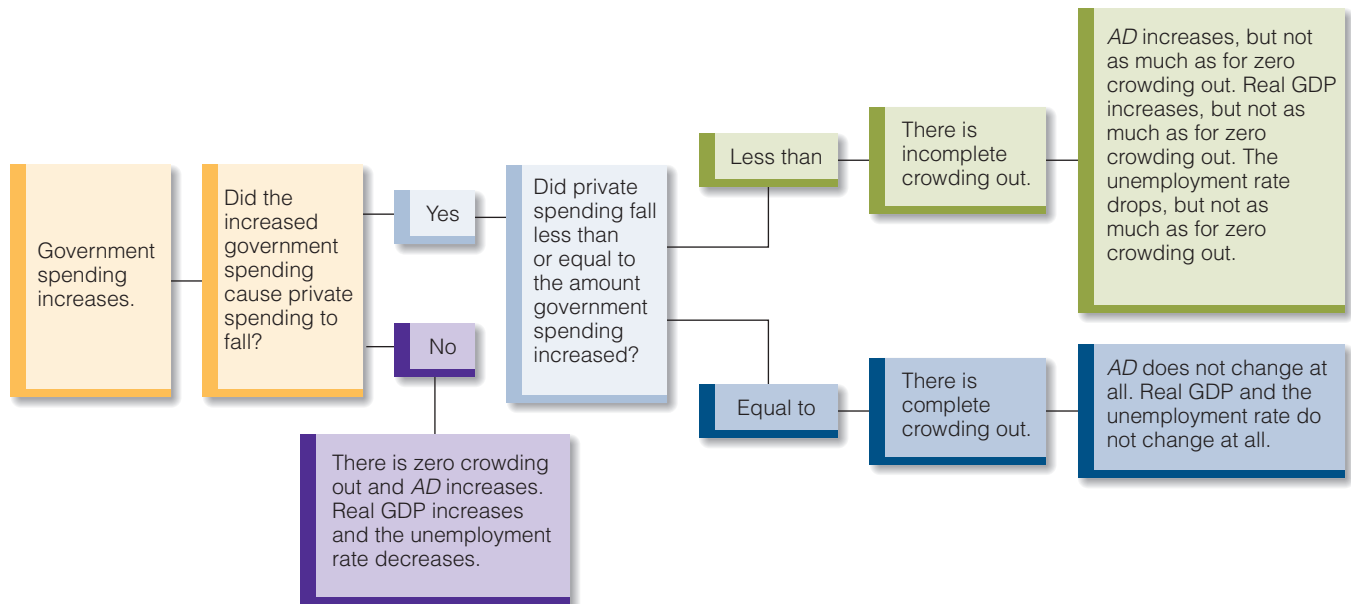 Government
spending
increases.
Did the
increased
government
spending
cause private
spending to
fall?
Yes
No
There is zero crowding
out and AD increases.
Real GDP increases
and the unemployment
rate decreases.
Did private
spending fall
less than
or equal to
the amount
government
spending
increased?
Less than
There is
incomplete
crowding out.
AD increases, but not
as much as for zero
crowding out. Real GDP
increases, but not as
much as for zero
crowding out. The
unemployment rate
drops, but not as
much as for zero
crowding out.
Equal to
There is
complete
crowding out.
AD does not change at
all. Real GDP and the
unemployment rate do
not change at all.